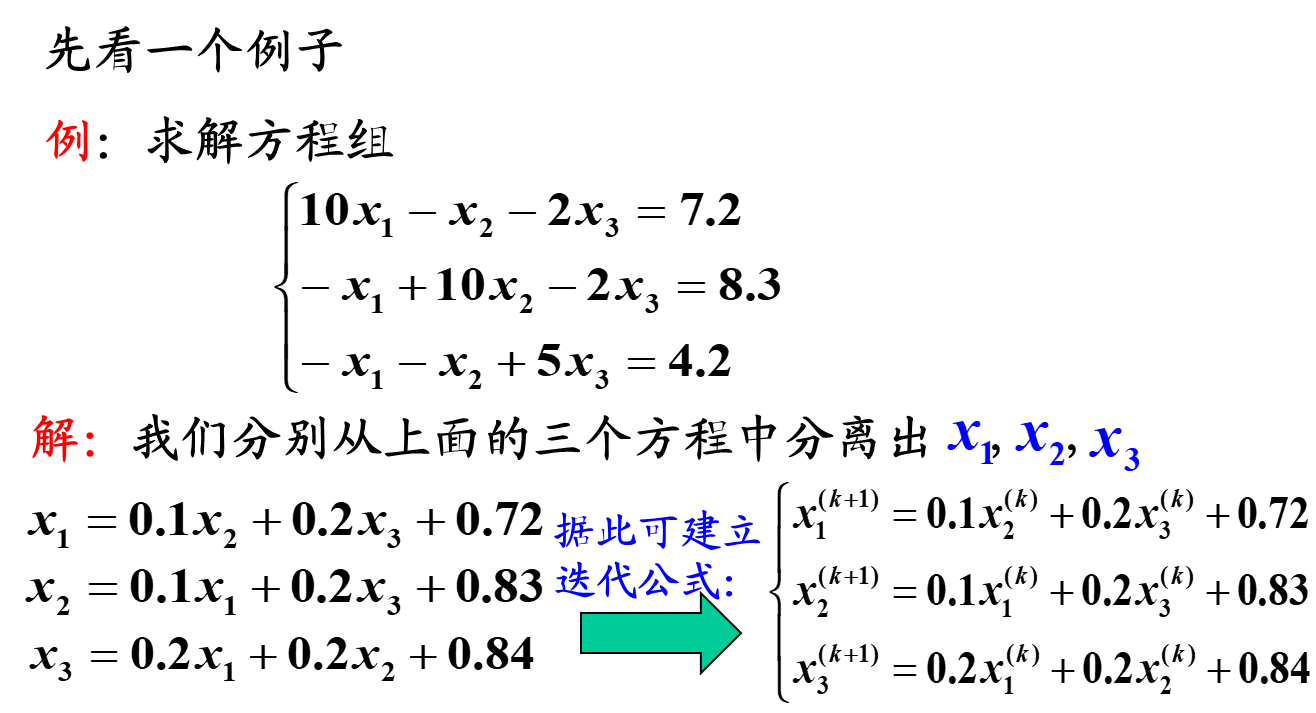 先看一个例子
例：求解方程组
10x₁ − x₂ − 2x₃ = 7.2
− x₁ + 10x₂ − 2x₃ = 8.3
− x₁ − x₂ + 5x₃ = 4.2
解：我们分别从上面的三个方程中分离出 x₁, x₂, x₃
x₁ = 0.1x₂ + 0.2x₃ + 0.72
x₂ = 0.1x₁ + 0.2x₃ + 0.83
x₃ = 0.2x₁ + 0.2x₂ + 0.84
据此可建立
迭代公式：
x₁⁽ᵏ⁺¹⁾ = 0.1x₂⁽ᵏ⁾ + 0.2x₃⁽ᵏ⁾ + 0.72
x₂⁽ᵏ⁺¹⁾ = 0.1x₁⁽ᵏ⁾ + 0.2x₃⁽ᵏ⁾ + 0.83
x₃⁽ᵏ⁺¹⁾ = 0.2x₁⁽ᵏ⁾ + 0.2x₂⁽ᵏ⁾ + 0.84